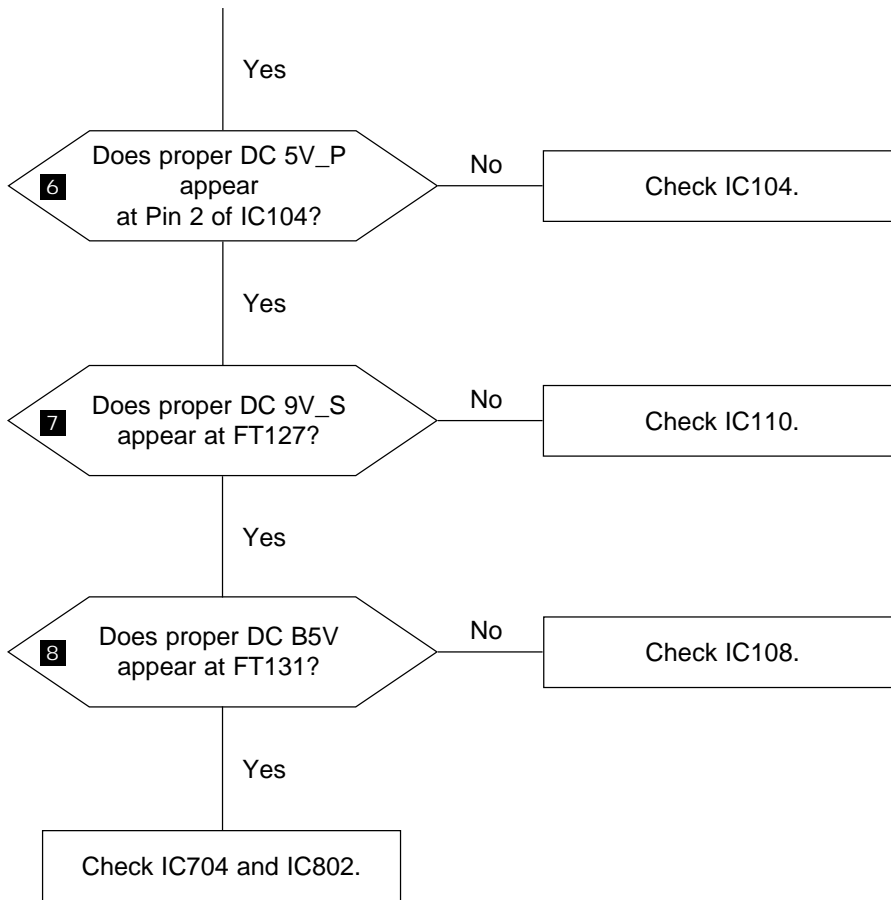 Yes
6
Does proper DC 5V_P
appear
at Pin 2 of IC104?
No
Check IC104.
Yes
7
Does proper DC 9V_S
appear at FT127?
No
Check IC110.
Yes
8
Does proper DC B5V
appear at FT131?
No
Check IC108.
Yes
Check IC704 and IC802.